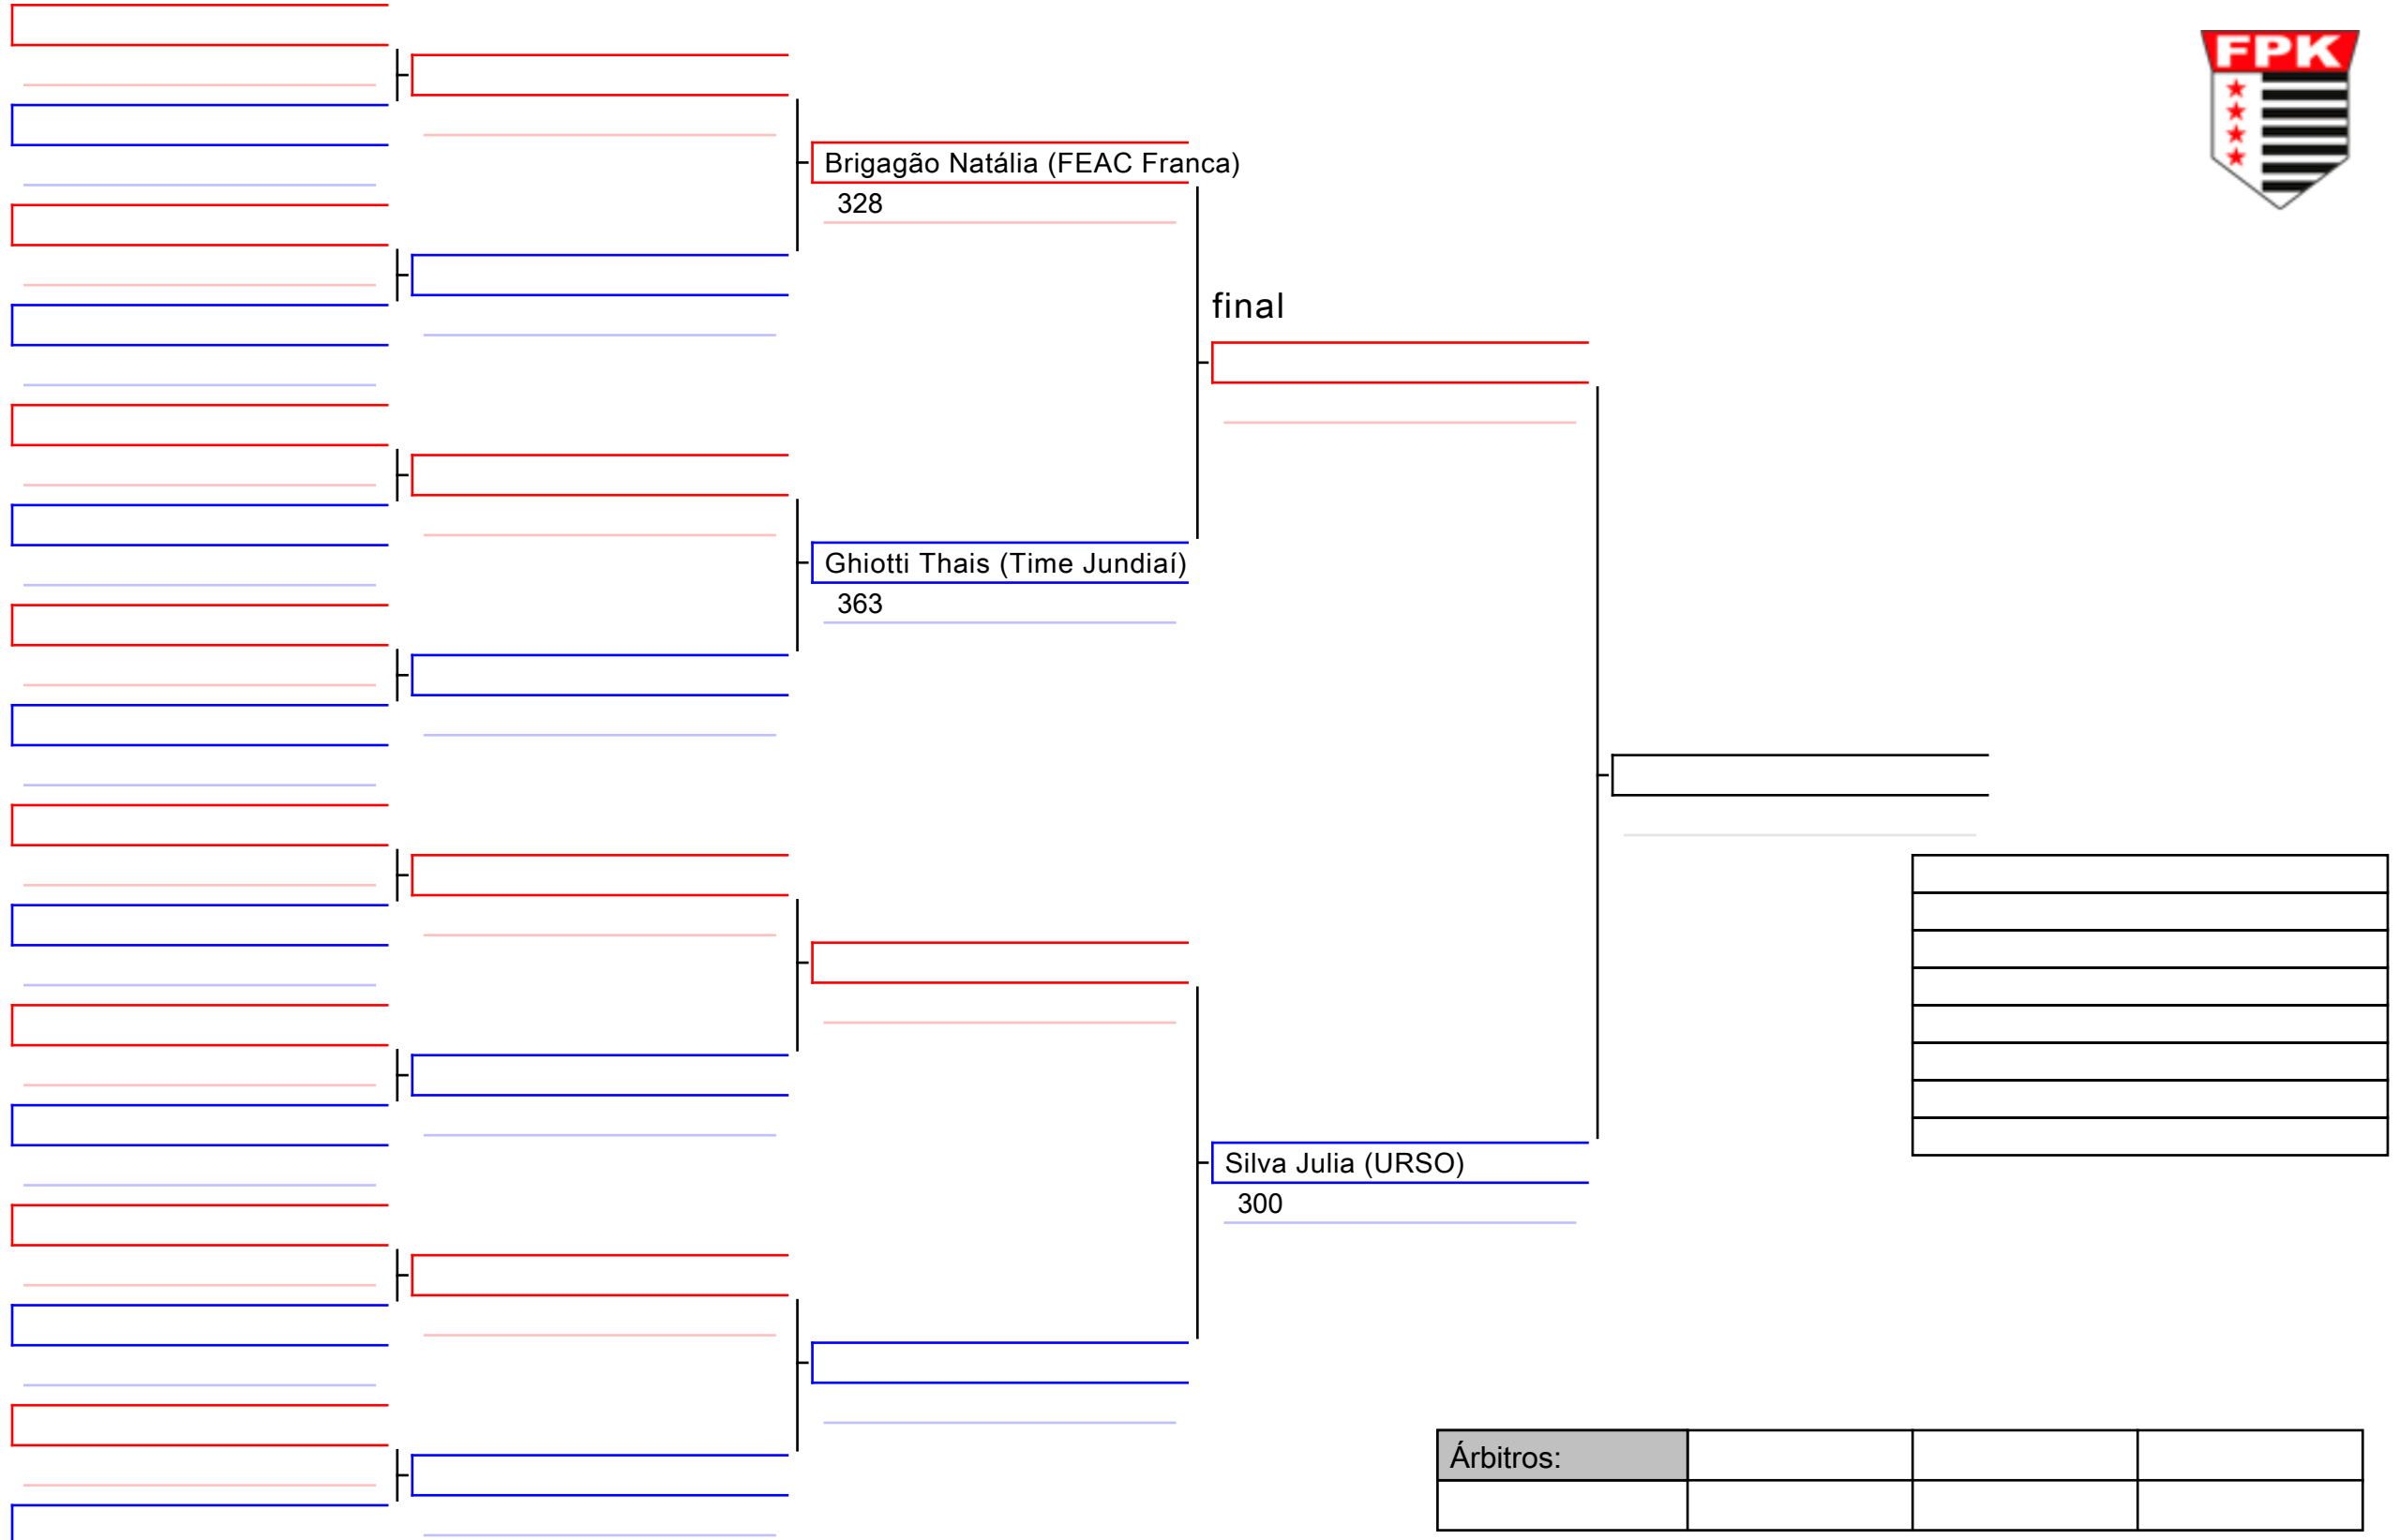 FPK
Brigagão Natália (FEAC Franca)
328
final
Ghiotti Thais (Time Jundiaí)
363
Silva Julia (URSO)
300
Árbitros: